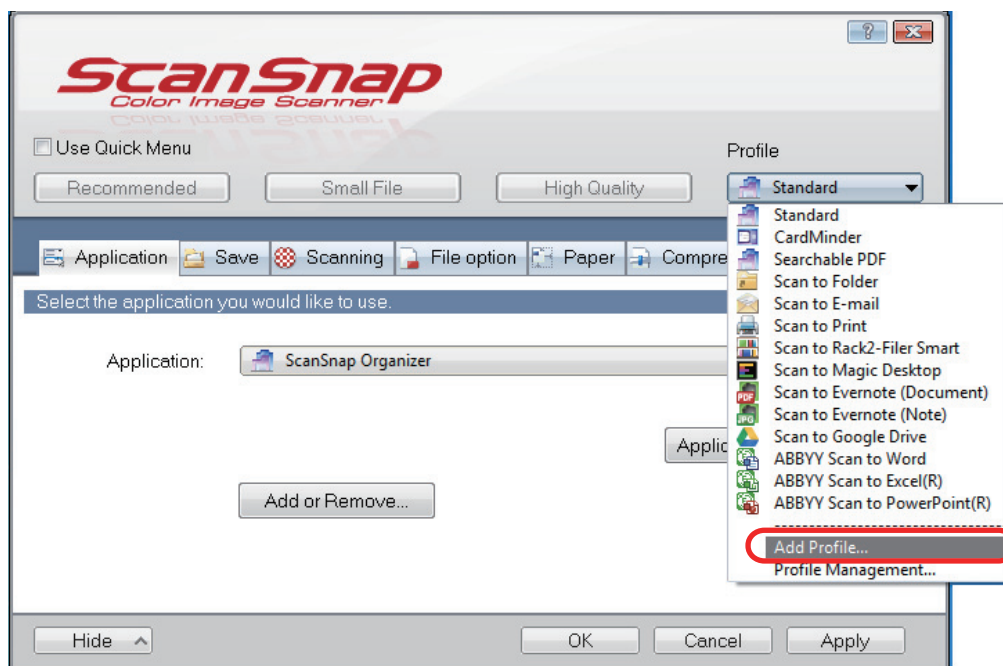 ?
ScanSnap
Color Image Scanner
Use Quick Menu
Profile
Recommended
Small File
High Quality
Standard
Standard
CardMinder
Searchable PDF
Scan to Folder
Scan to E-mail
Scan to Print
Scan to Rack2-Filer Smart
Scan to Magic Desktop
Scan to Evernote (Document)
Scan to Evernote (Note)
Scan to Google Drive
ABBYY Scan to Word
ABBYY Scan to Excel(R)
ABBYY Scan to PowerPoint(R)
Add Profile...
Profile Management...
Application
Save
Scanning
File option
Paper
Compre
Select the application you would like to use.
Application:
ScanSnap Organizer
Applic
Add or Remove...
Hide
OK
Cancel
Apply